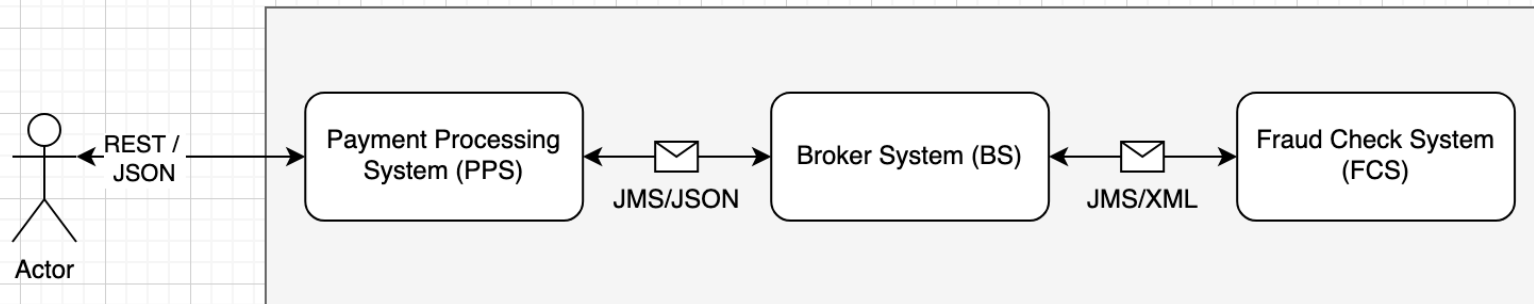 REST /
JSON
Actor
Payment Processing
System (PPS)
JMS/JSON
Broker System (BS)
JMS/XML
Fraud Check System
(FCS)